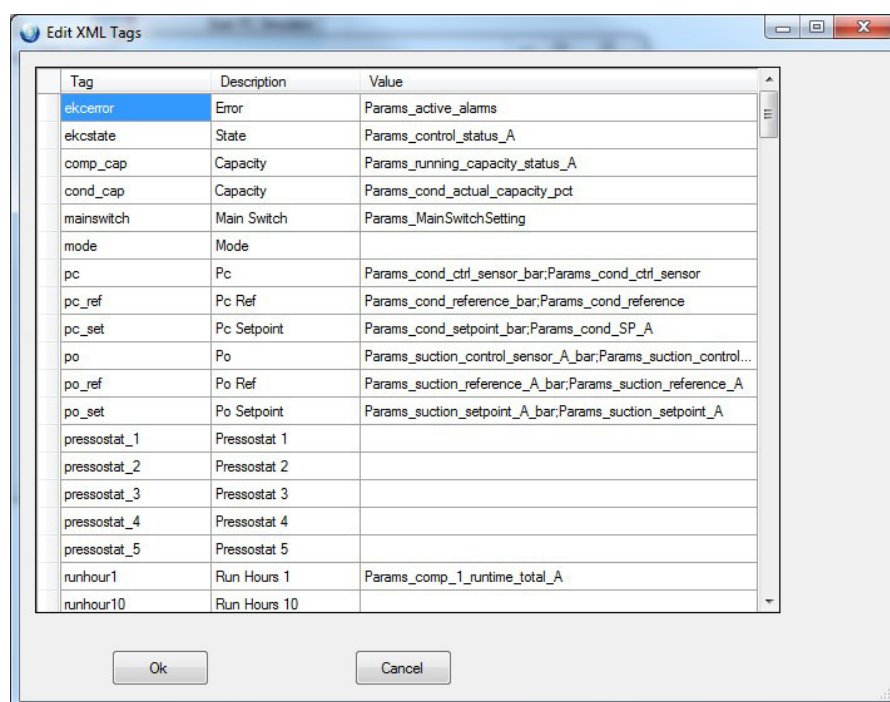 Edit XML Tags
Tag Description Value
ekcerror Error Params_active_alarms
ekcstate State Params_control_status_A
comp_cap Capacity Params_running_capacity_status_A
cond_cap Capacity Params_cond_actual_capacity_pct
mainswitch Main Switch Params_MainSwitchSetting
mode Mode
pc Pc Params_cond_ctrl_sensor_bar;Params_cond_ctrl_sensor
pc_ref Pc Ref Params_cond_reference_bar;Params_cond_reference
pc_set Pc Setpoint Params_cond_setpoint_bar;Params_cond_SP_A
po Po Params_suction_control_sensor_A_bar;Params_suction_control...
po_ref Po Ref Params_suction_reference_A_bar;Params_suction_reference_A
po_set Po Setpoint Params_suction_setpoint_A_bar;Params_suction_setpoint_A
pressostat_1 Pressostat 1
pressostat_2 Pressostat 2
pressostat_3 Pressostat 3
pressostat_4 Pressostat 4
pressostat_5 Pressostat 5
runhour1 Run Hours 1 Params_comp_1_runtime_total_A
runhour10 Run Hours 10
Ok Cancel